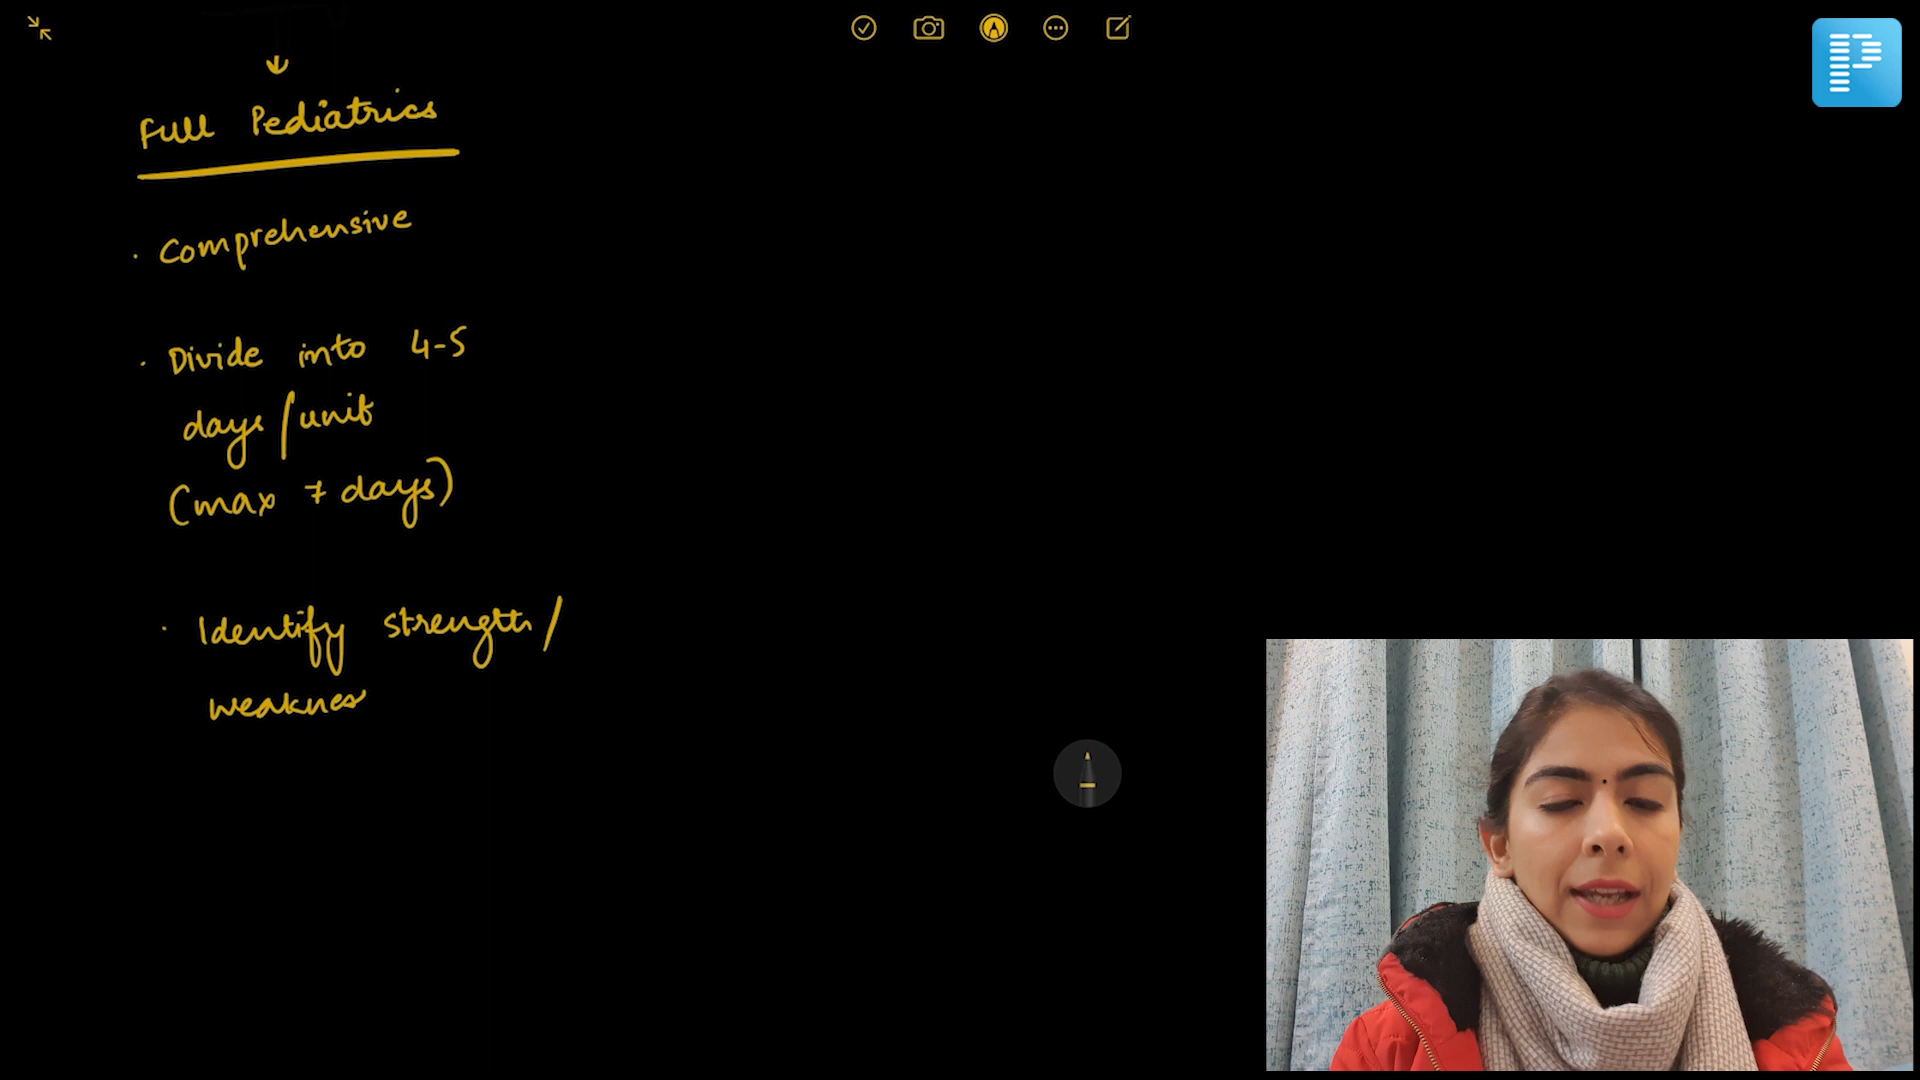 Full Pediatrics
· Comprehensive
· Divide into 4-5
days/unit
(max 7 days)
· Identify strength/
weakness
P